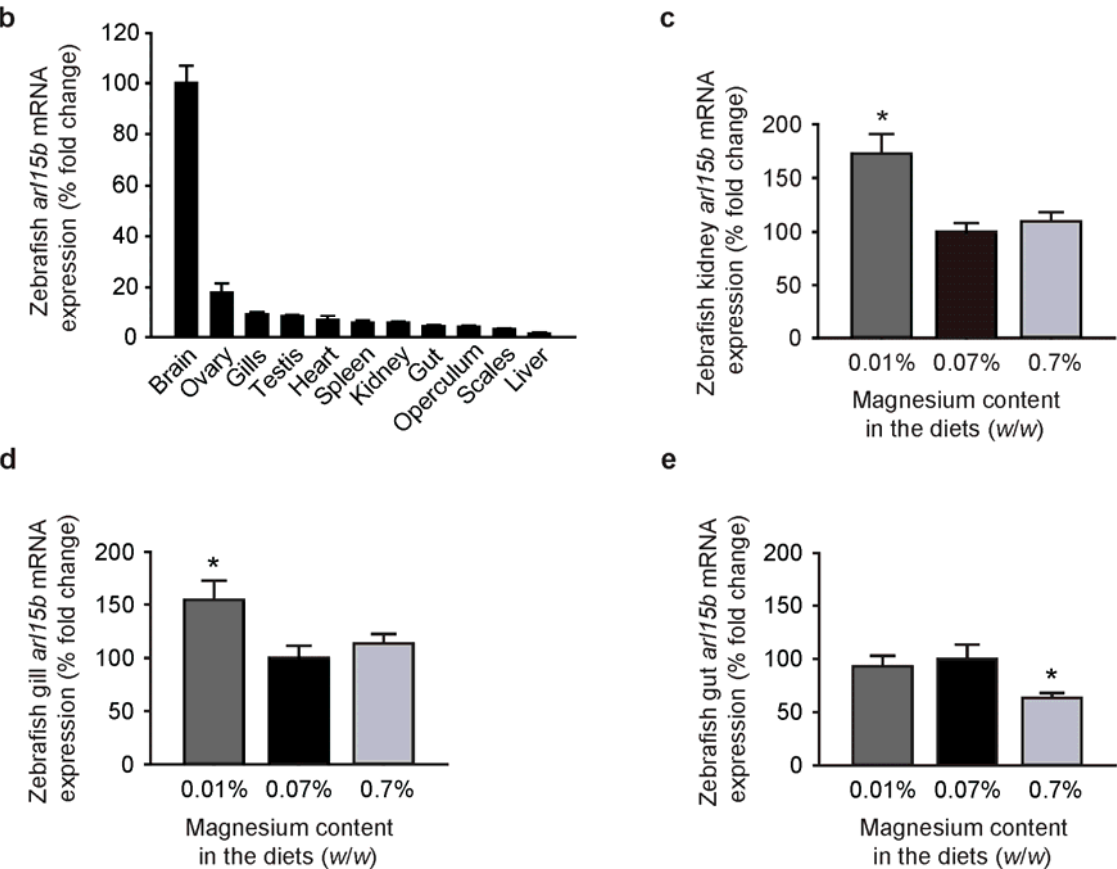 b
Zebrafish arl15b mRNA
expression (% fold change)
120
100
80
60
40
20
0
Brain
Ovary
Gills
Testis
Heart
Spleen
Kidney
Gut
Operculum
Scales
Liver
c
Zebrafish kidney arl15b mRNA
expression (% fold change)
200
150
100
50
0
*
0.01% 0.07% 0.7%
Magnesium content
in the diets (w/w)
d
Zebrafish gill arl15b mRNA
expression (% fold change)
200
150
100
50
0
*
0.01% 0.07% 0.7%
Magnesium content
in the diets (w/w)
e
Zebrafish gut arl15b mRNA
expression (% fold change)
200
150
100
50
0
*
0.01% 0.07% 0.7%
Magnesium content
in the diets (w/w)